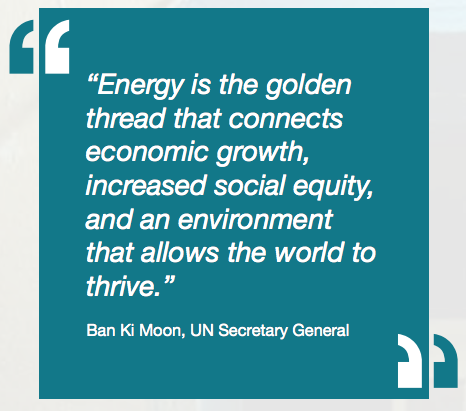 “Energy is the golden
thread that connects
economic growth,
increased social equity,
and an environment
that allows the world to
thrive.”
Ban Ki Moon, UN Secretary General